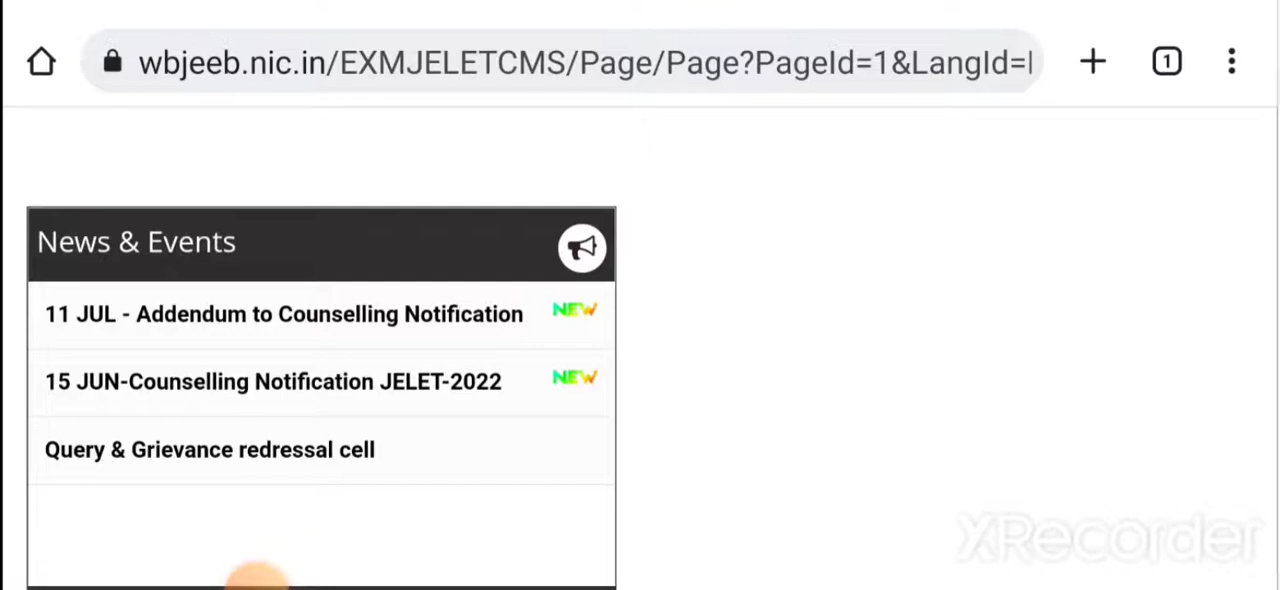 wbjeeb.nic.in/EXMJELETCMS/Page/Page?PageId=1&LangId=
1
News & Events
11 JUL - Addendum to Counselling Notification NEW
15 JUN-Counselling Notification JELET-2022 NEW
Query & Grievance redressal cell
XRecorder